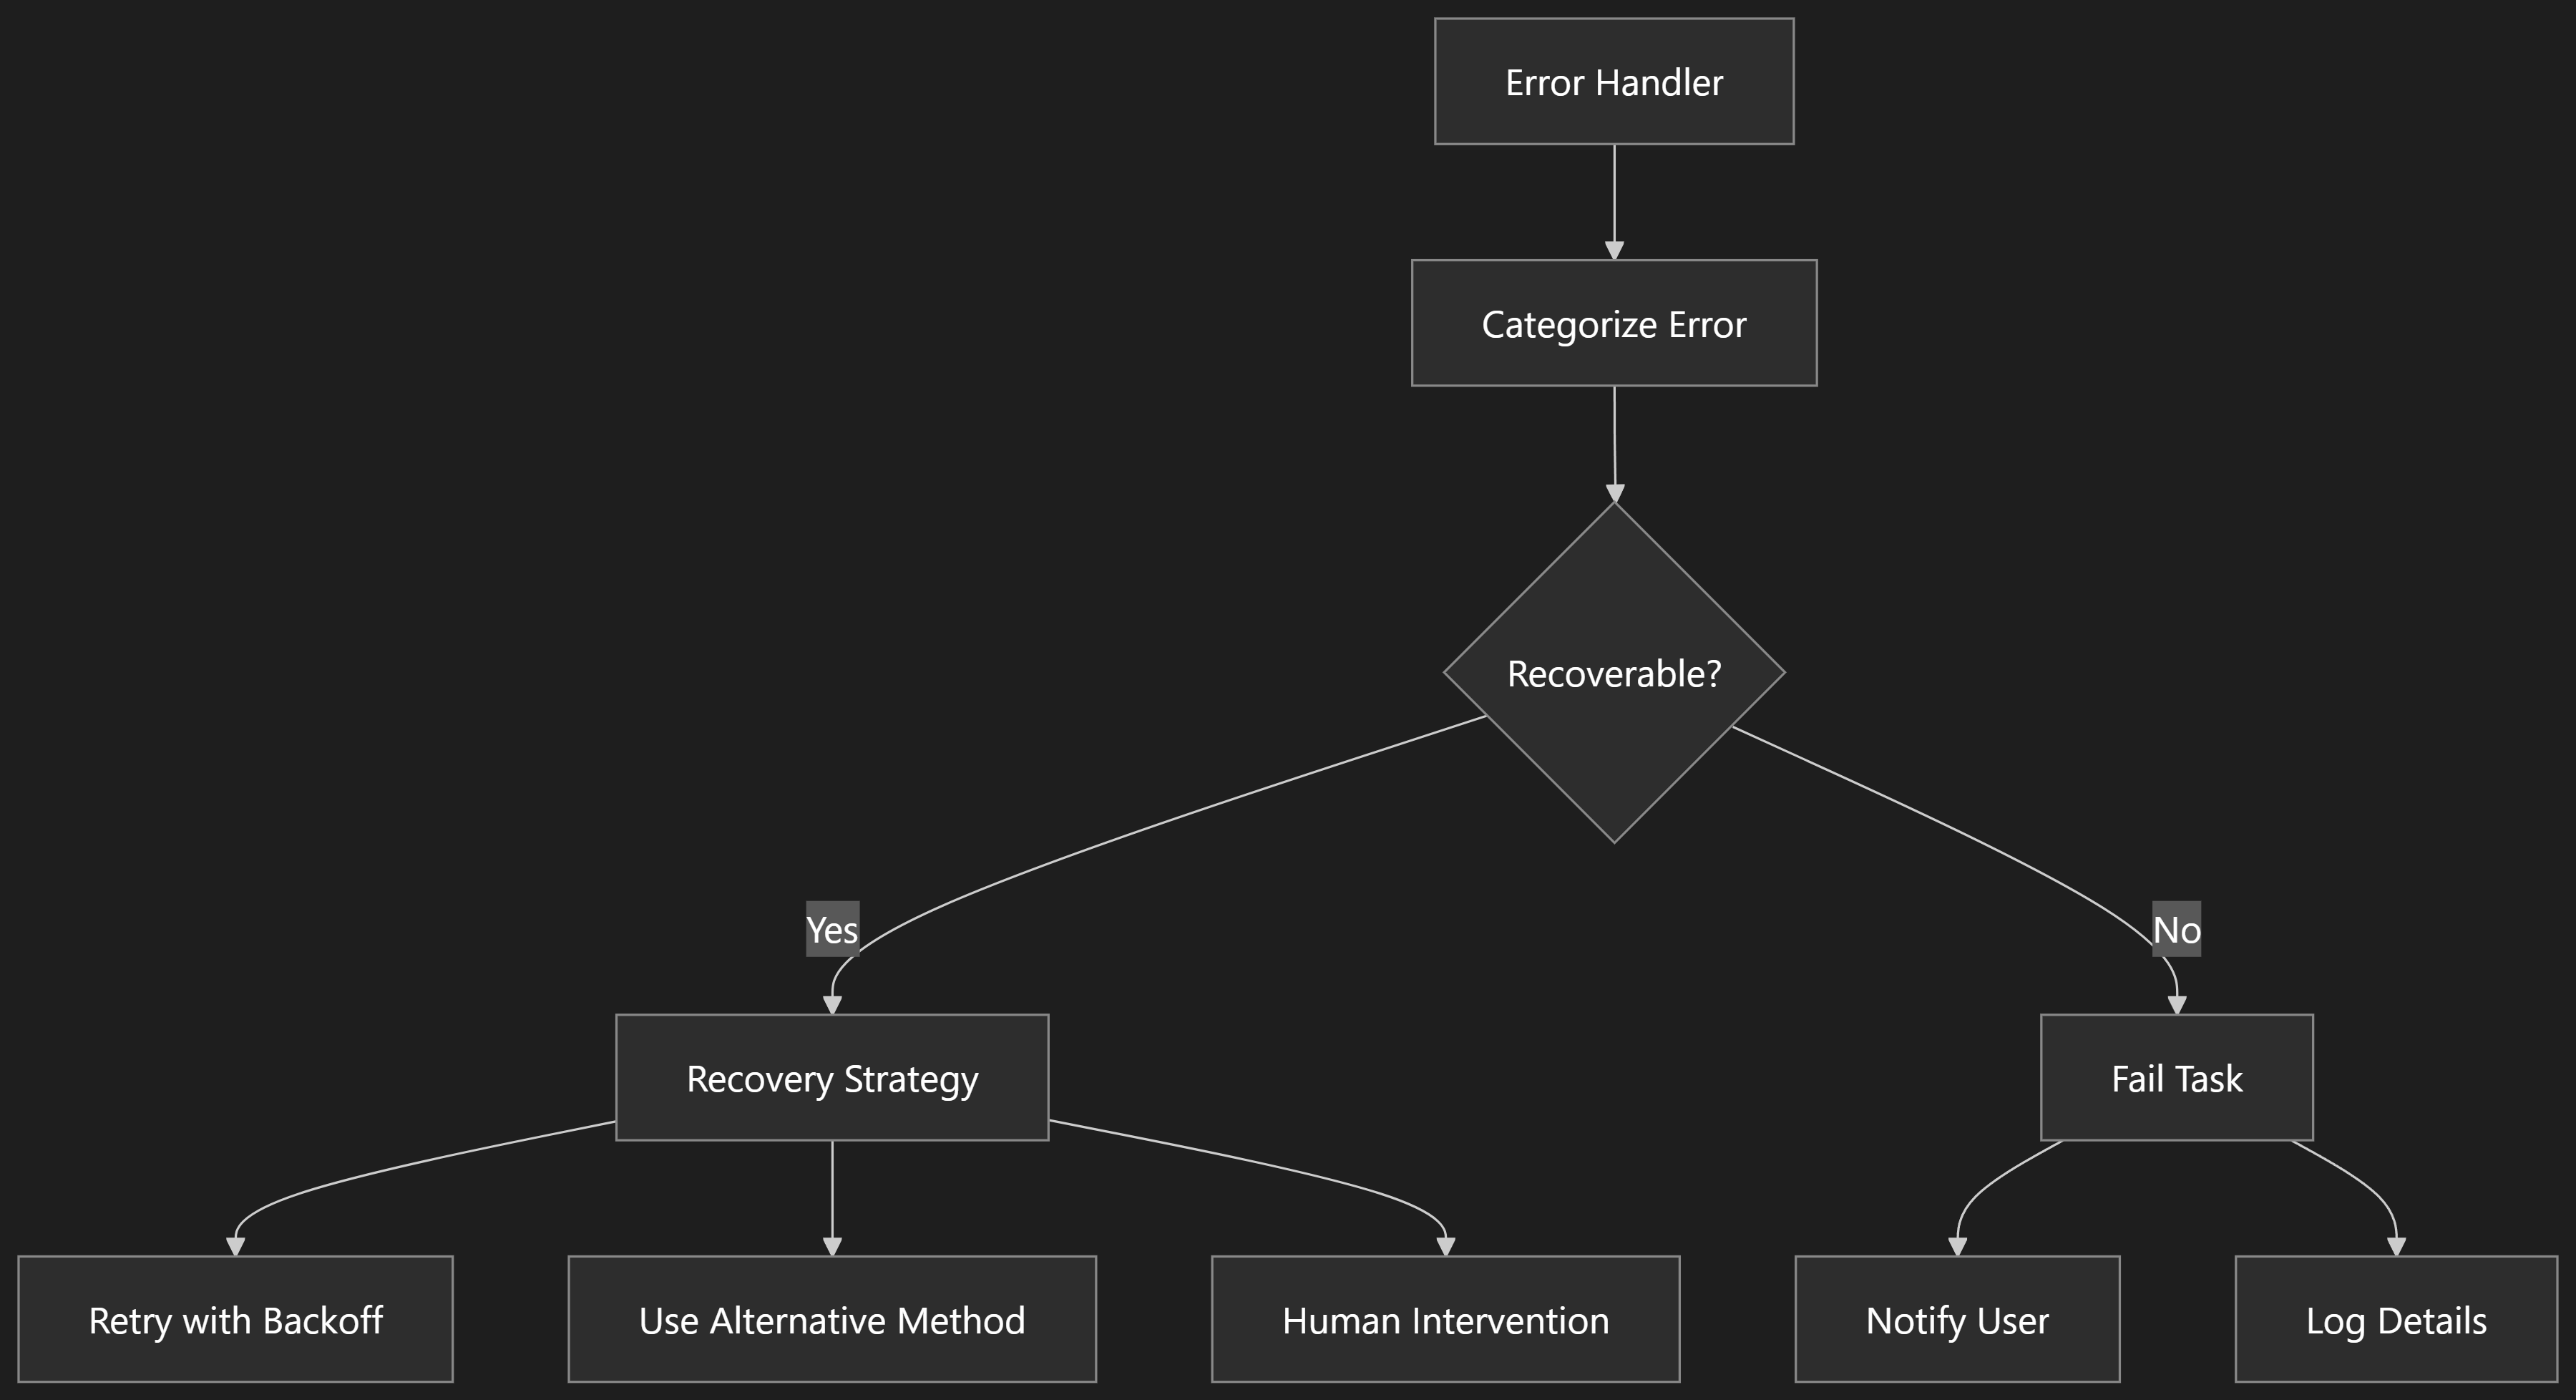 Error Handler
Categorize Error
Recoverable?
Yes
No
Recovery Strategy
Fail Task
Retry with Backoff
Use Alternative Method
Human Intervention
Notify User
Log Details